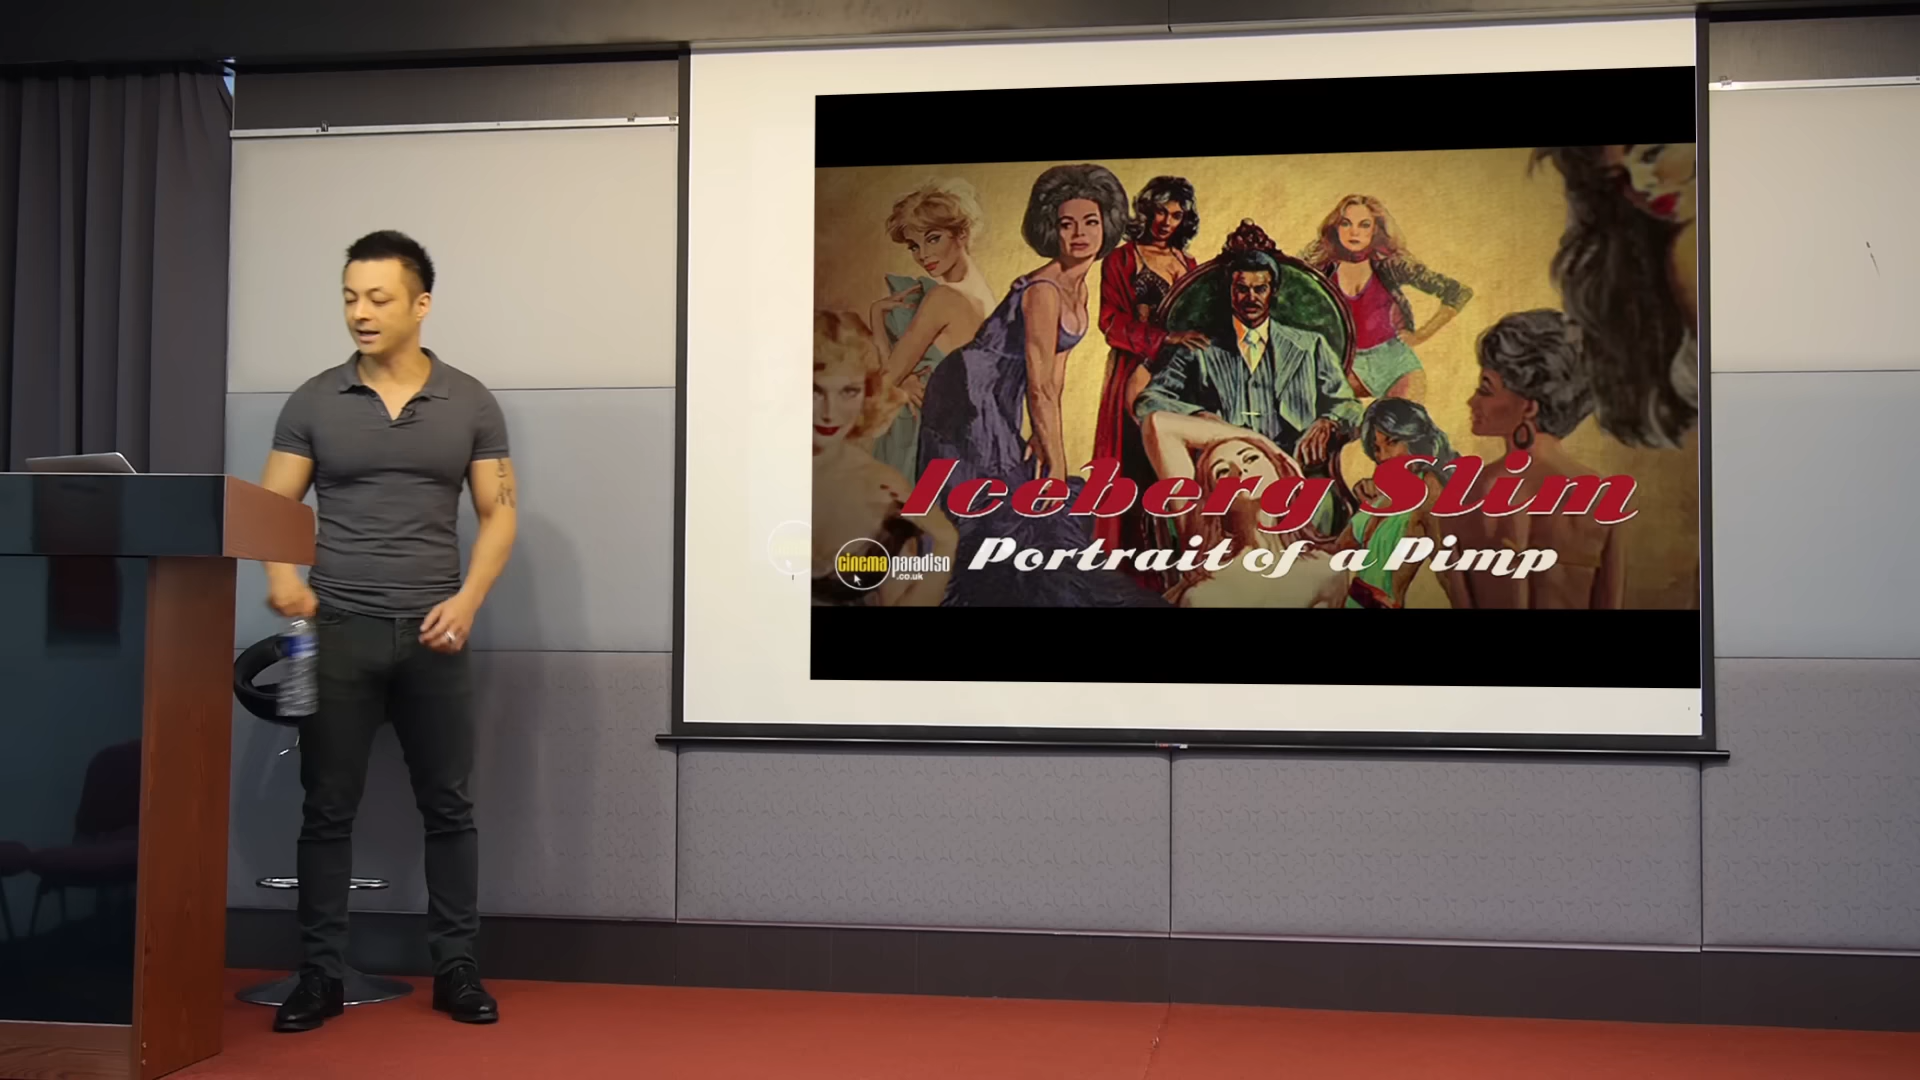 Iceberg Slim
Portrait of a Pimp
cinema paradiso
.co.uk